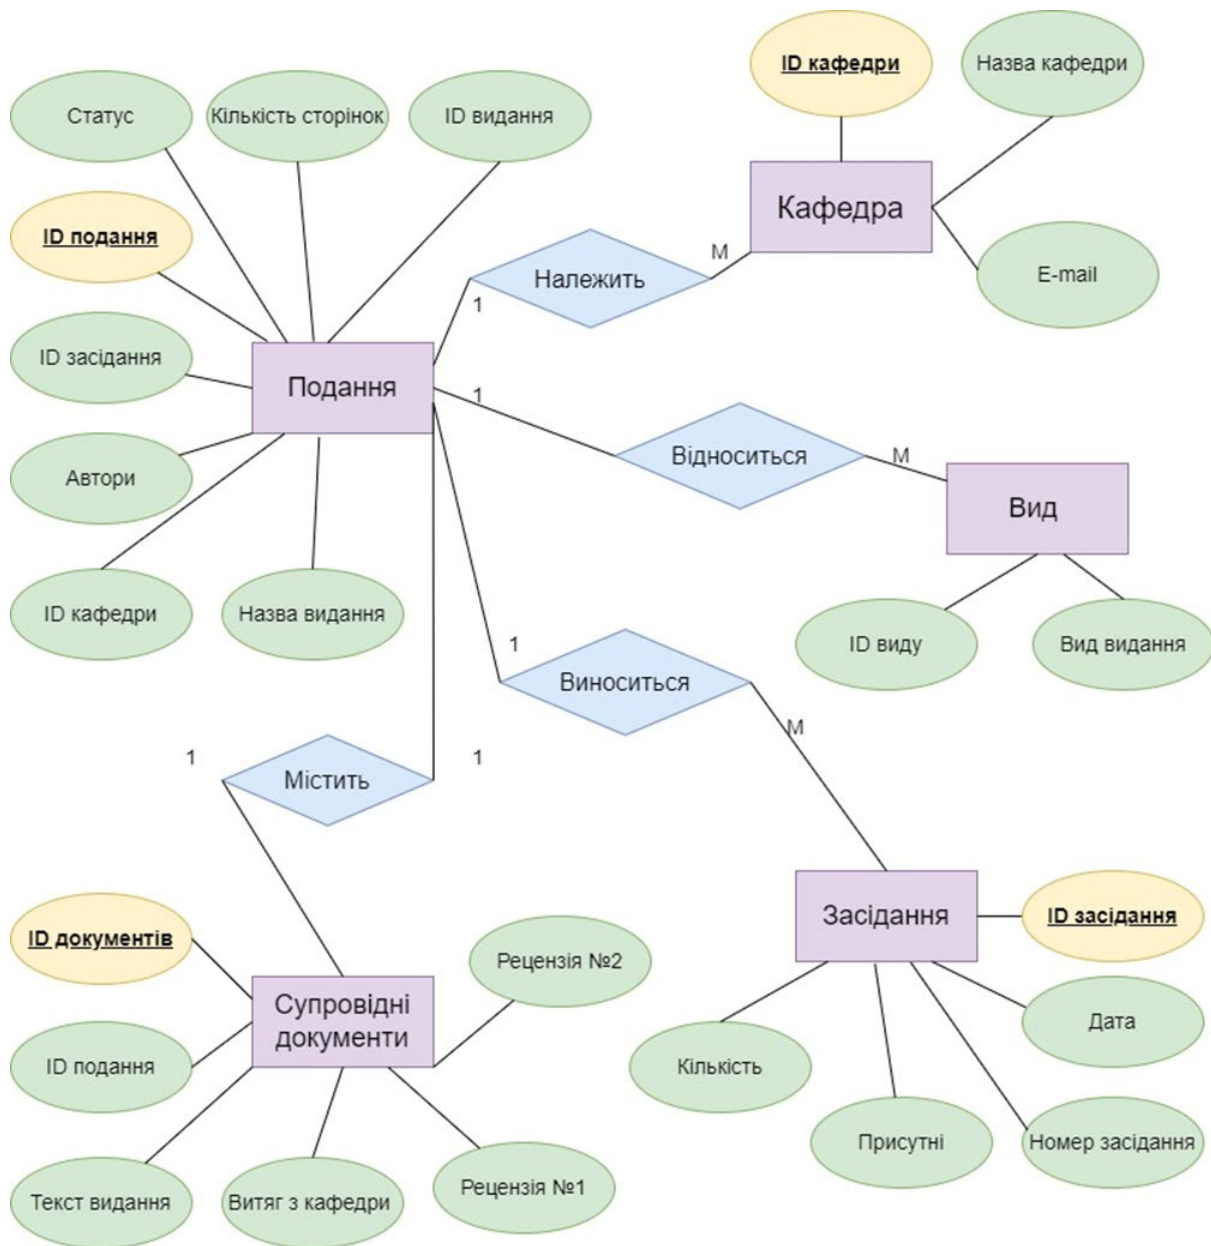 ID кафедри
Назва кафедри
Статус
Кількість сторінок
ID видання
Кафедра
ID подання
Належить
М
1
E-mail
ID засідання
Подання
1
Відноситься
М
Автори
Вид
ID кафедри
Назва видання
ID виду
Вид видання
1
Виноситься
М
1
Містить
1
Засідання
ID засідання
ID документів
Рецензія №2
Супровідні
документи
Дата
ID подання
Кількість
Присутні
Номер засідання
Текст видання
Витяг з кафедри
Рецензія №1